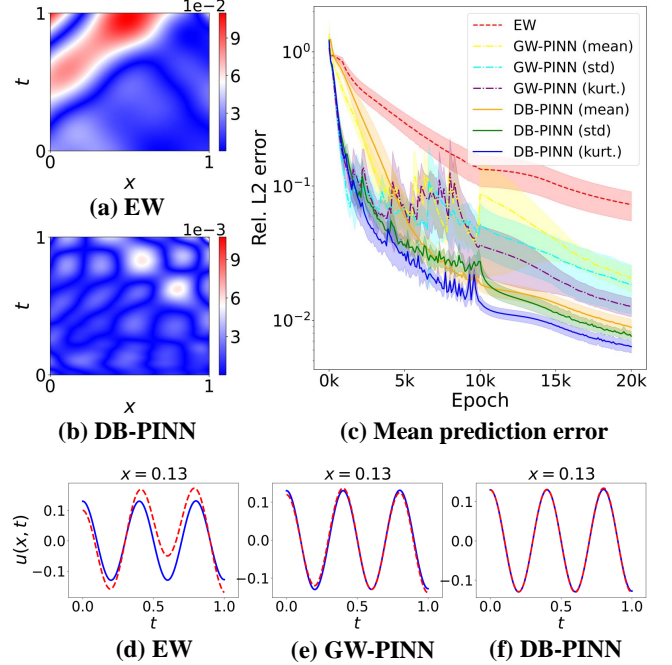 1e−2
10
8
6
4
2
1
t
0
0
x
1
(a) EW
1e−3
9
6
3
1
t
0
0
x
1
(b) DB-PINN
Rel. L2 error
10⁰
10⁻¹
10⁻²
EW
GW-PINN (mean)
GW-PINN (std)
GW-PINN (kurt.)
DB-PINN (mean)
DB-PINN (std)
DB-PINN (kurt.)
0k 5k 10k 15k 20k
Epoch
(c) Mean prediction error
x = 0.13
u(x, t)
0.1
0.0
−0.1
0.0 0.5 1.0
t
(d) EW
x = 0.13
0.1
0.0
−0.1
0.0 0.5 1.0
t
(e) GW-PINN
x = 0.13
0.1
0.0
−0.1
0.0 0.5 1.0
t
(f) DB-PINN